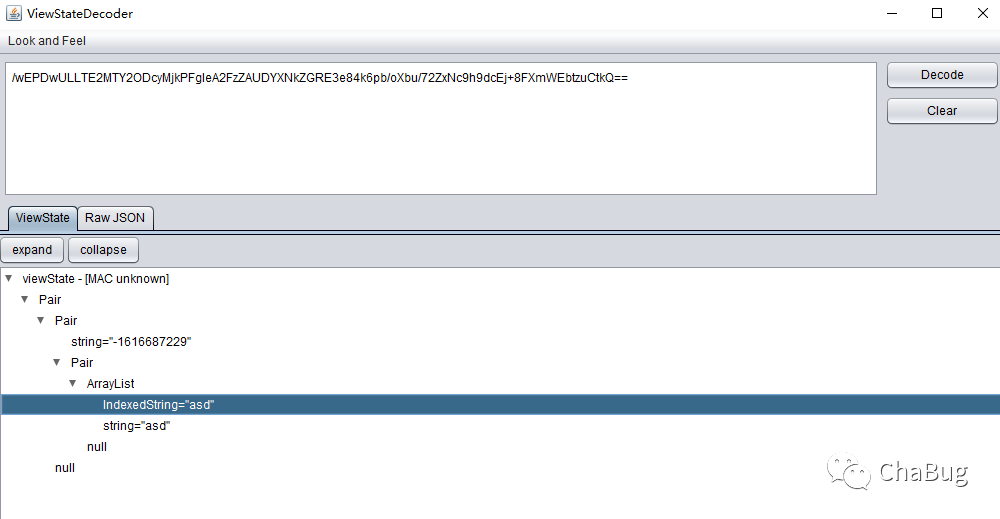 ViewStateDecoder
Look and Feel
/wEPDwULLTE2MTY2ODcyMjkPFgIeA2FzZAUDYXNkZGRE3e84k6pb/oXbu/72ZxNc9h9dcEj+8FXmWEbtzuCtkQ==
Decode
Clear
ViewState Raw JSON
expand collapse
viewState - [MAC unknown]
Pair
Pair
string="-1616687229"
Pair
ArrayList
IndexedString="asd"
string="asd"
null
null
ChaBug